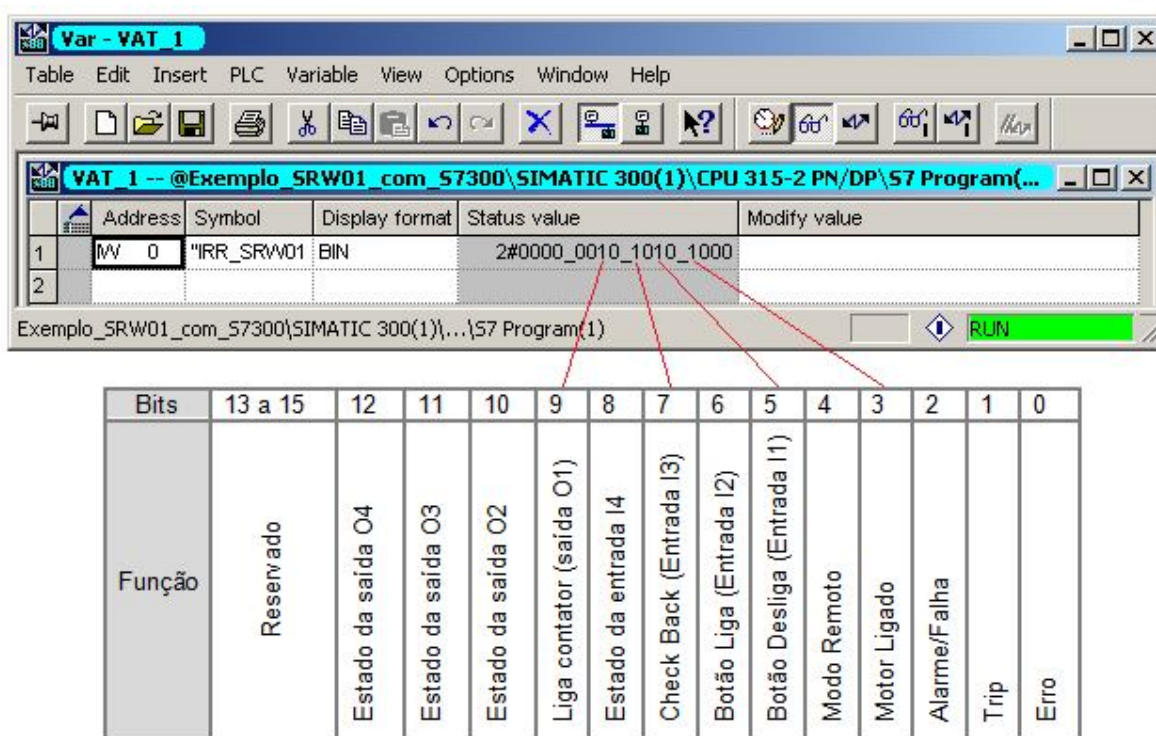 Var - VAT_1
Table Edit Insert PLC Variable View Options Window Help
VAT_1 -- @Exemplo_SRW01_com_S7300\SIMATIC 300(1)\CPU 315-2 PN/DP\S7 Program(...
Address Symbol Display format Status value Modify value
1 IW 0 "IRR_SRW01 BIN 2#0000_0010_1010_1000
2
Exemplo_SRW01_com_S7300\SIMATIC 300(1)\...\S7 Program(1) RUN
Bits 13 a 15 12 11 10 9 8 7 6 5 4 3 2 1 0
Função
Reservado
Estado da saída O4
Estado da saída O3
Estado da saída O2
Liga contator (saída O1)
Estado da entrada I4
Check Back (Entrada I3)
Botão Liga (Entrada I2)
Botão Desliga (Entrada I1)
Modo Remoto
Motor Ligado
Alarme/Falha
Trip
Erro